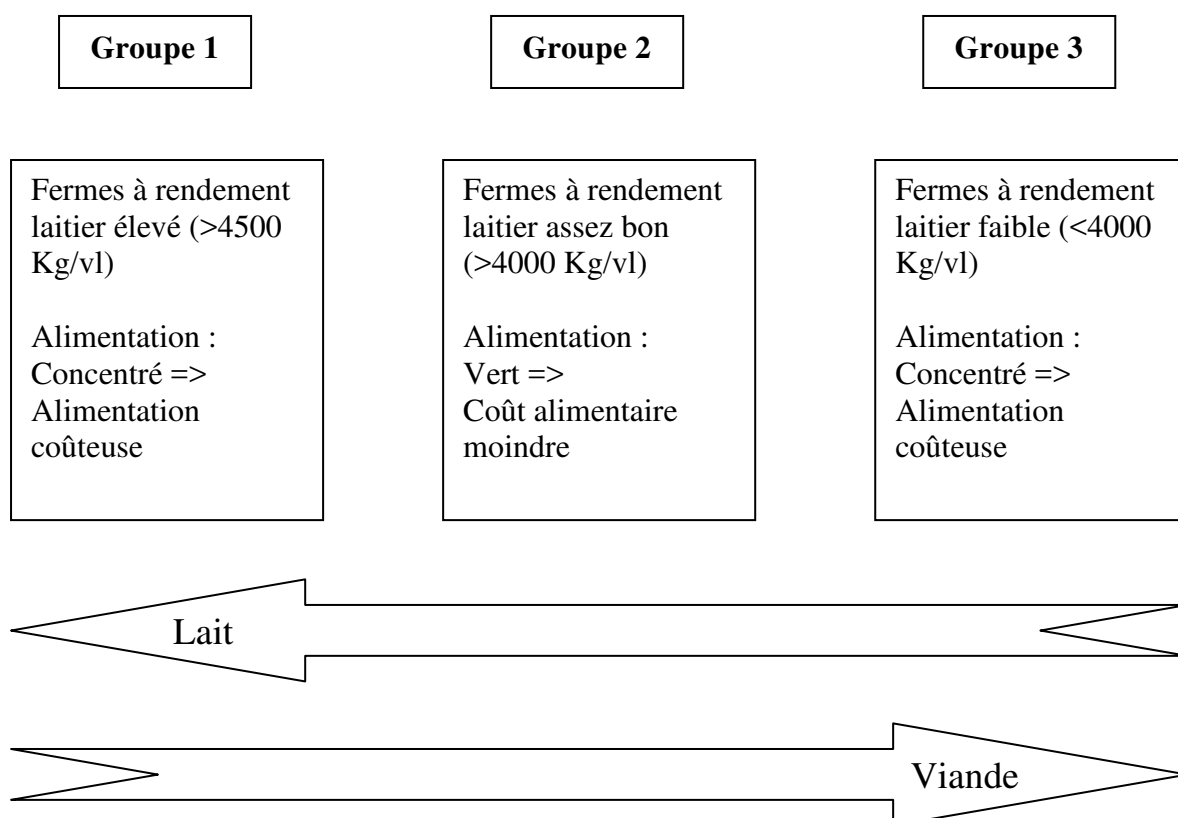 Groupe 1
Groupe 2
Groupe 3
Fermes à rendement
laitier élevé (>4500
Kg/vl)
Alimentation :
Concentré =>
Alimentation
coûteuse
Fermes à rendement
laitier assez bon
(>4000 Kg/vl)
Alimentation :
Vert =>
Coût alimentaire
moindre
Fermes à rendement
laitier faible (<4000
Kg/vl)
Alimentation :
Concentré =>
Alimentation
coûteuse
Lait
Viande